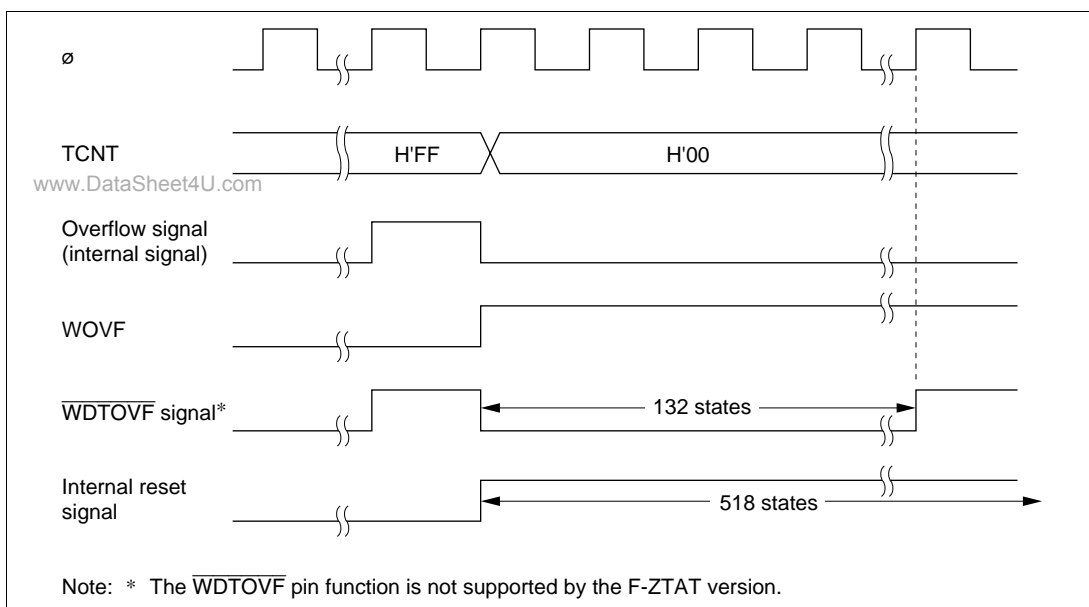 ø
TCNT
H'FF
H'00
www.DataSheet4U.com
Overflow signal
(internal signal)
WOVF
WDTOVF signal*
132 states
Internal reset
signal
518 states
Note: * The WDTOVF pin function is not supported by the F-ZTAT version.